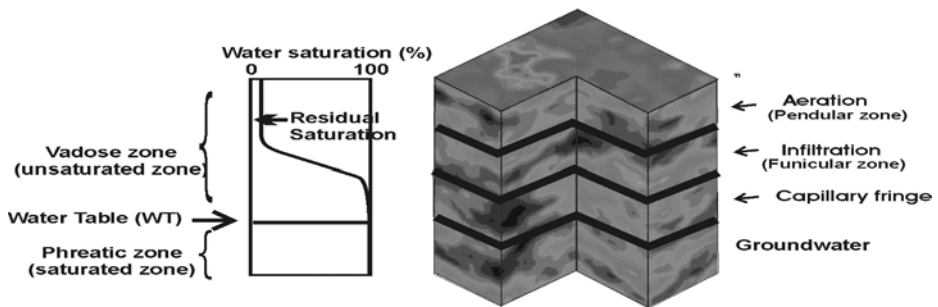 Water saturation (%)
0 100
Residual
Saturation
Vadose zone
(unsaturated zone)
Water Table (WT)
Phreatic zone
(saturated zone)
"
Aeration
(Pendular zone)
Infiltration
(Funicular zone)
Capillary fringe
Groundwater